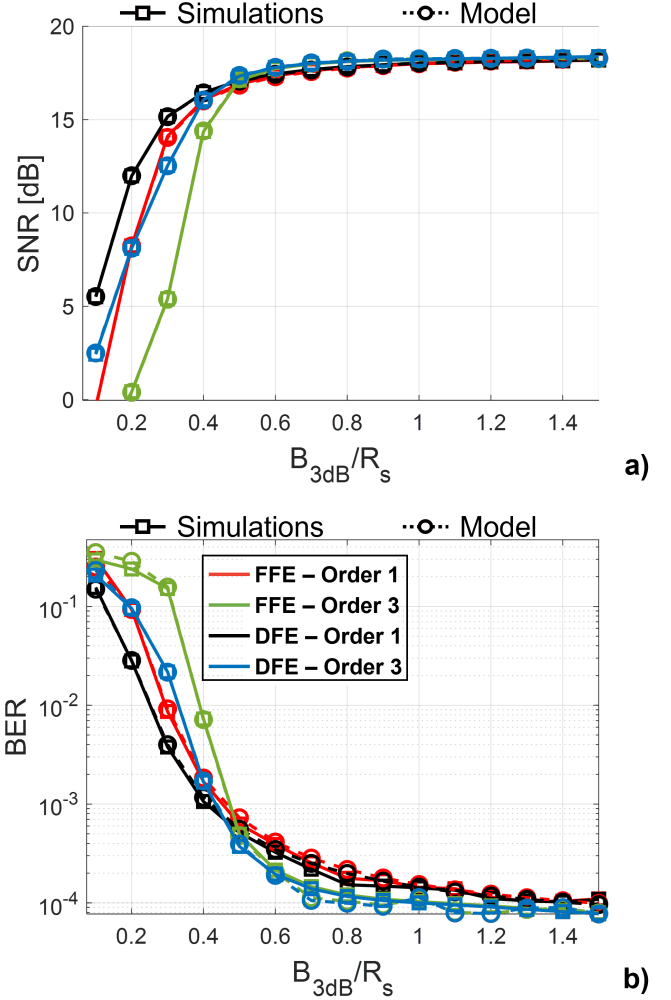 Simulations Model
20
15
10
5
0
SNR [dB]
0.2 0.4 0.6 0.8 1 1.2 1.4
B3dB/Rs
a)
Simulations Model
FFE – Order 1
FFE – Order 3
DFE – Order 1
DFE – Order 3
10-1
10-2
10-3
10-4
BER
0.2 0.4 0.6 0.8 1 1.2 1.4
B3dB/Rs
b)